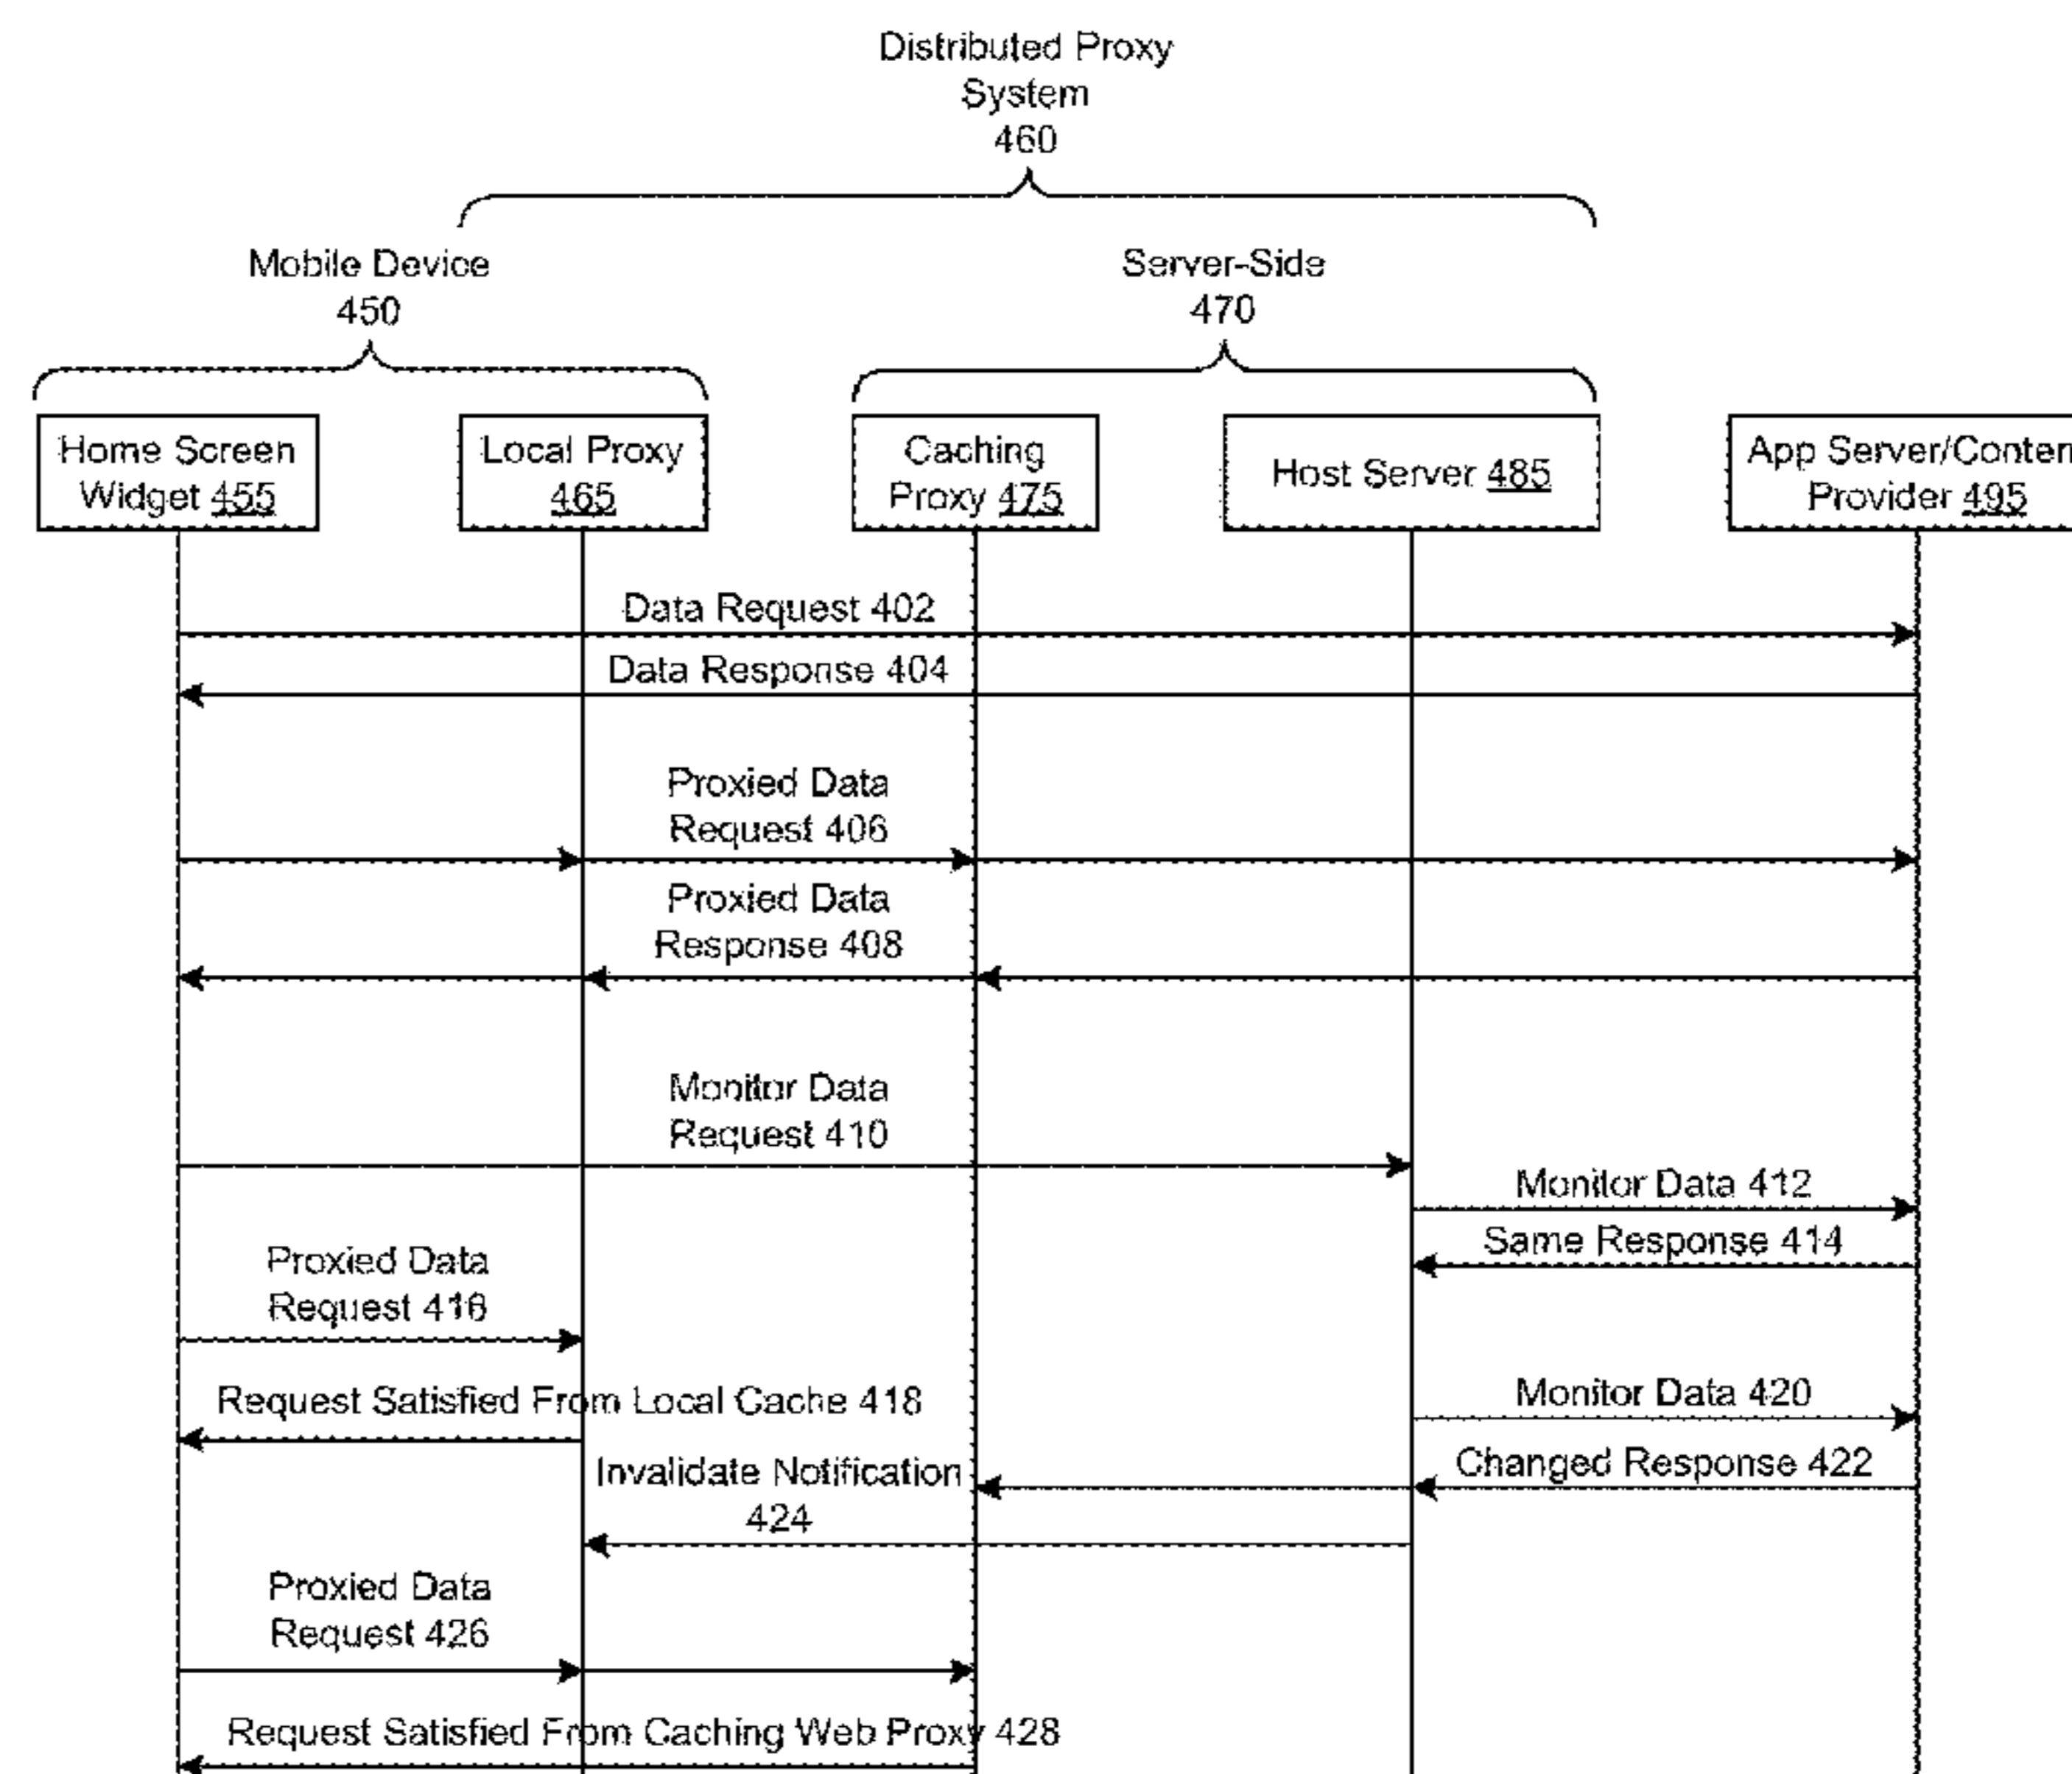 Distributed Proxy
System
460
Mobile Device
450
Server-Side
470
Home Screen
Widget 455
Local Proxy
465
Caching
Proxy 475
Host Server 485
App Server/Conten
Provider 495
Data Request 402
Data Response 404
Proxied Data
Request 406
Proxied Data
Response 408
Monitor Data
Request 410
Monitor Data 412
Same Response 414
Proxied Data
Request 416
Request Satisfied From Local Cache 418
Monitor Data 420
Changed Response 422
Invalidate Notification
424
Proxied Data
Request 426
Request Satisfied From Caching Web Proxy 428